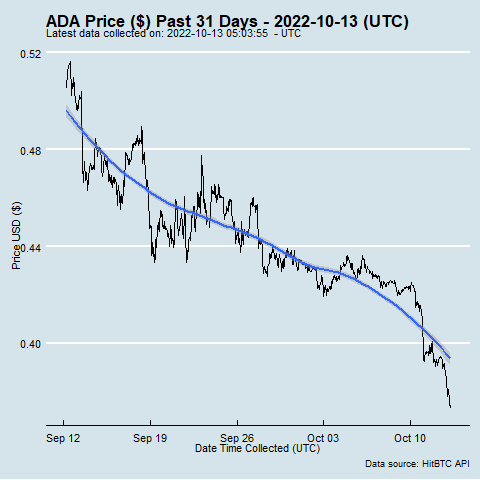 ADA Price ($) Past 31 Days - 2022-10-13 (UTC)
Latest data collected on: 2022-10-13 05:03:55  - UTC
0.52
0.48
0.44
0.40
Price USD ($)
Sep 12
Sep 19
Sep 26
Oct 03
Oct 10
Date Time Collected (UTC)
Data source: HitBTC API